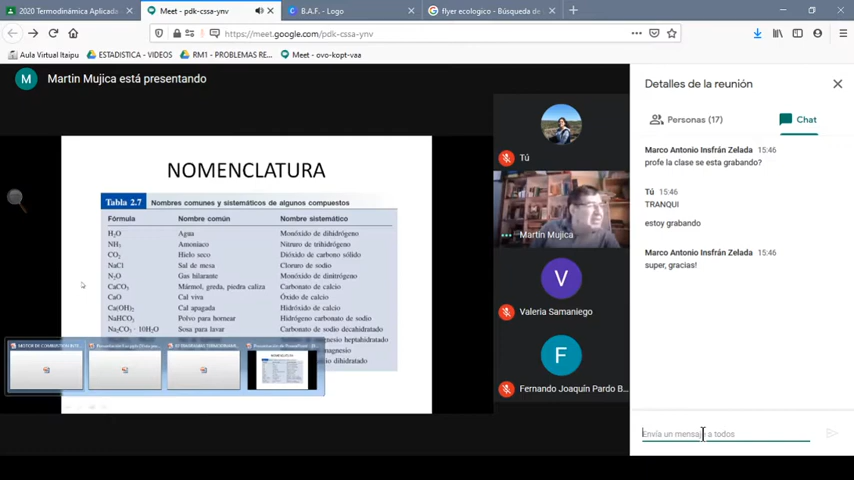 2020 Termodinámica Aplicada
Meet - pdk-cssa-ynv
B.A.F. - Logo
flyer ecologico - Búsqueda de
https://meet.google.com/pdk-cssa-ynv
Aula Virtual Itaipu
ESTADISTICA - VIDEOS
RM1 - PROBLEMAS RE...
Meet - ovo-kopt-vaa
M
Martin Mujica está presentando
NOMENCLATURA
Tabla 2.7 Nombres comunes y sistemáticos de algunos compuestos
Fórmula Nombre común Nombre sistemático
H₂O Agua Monóxido de dihidrógeno
NH₃ Amoniaco Nitruro de trihidrógeno
CO₂ Hielo seco Dióxido de carbono sólido
NaCl Sal de mesa Cloruro de sodio
N₂O Gas hilarante Monóxido de dinitrógeno
CaCO₃ Mármol, greda, piedra caliza Carbonato de calcio
CaO Cal viva Óxido de calcio
Ca(OH)₂ Cal apagada Hidróxido de calcio
NaHCO₃ Polvo para hornear Hidrógeno carbonato de sodio
Na₂CO₃ · 10H₂O Sosa para lavar Carbonato de sodio decahidratado
heptahidratado
magnesio
dihidratado
Tú
Martin Mujica
V
Valeria Samaniego
F
Fernando Joaquín Pardo B...
Detalles de la reunión
Personas (17)
Chat
Marco Antonio Insfrán Zelada 15:46
profe la clase se esta grabando?
Tú 15:46
TRANQUI
estoy grabando
Marco Antonio Insfrán Zelada 15:46
super, gracias!
Envía un mensaje a todos